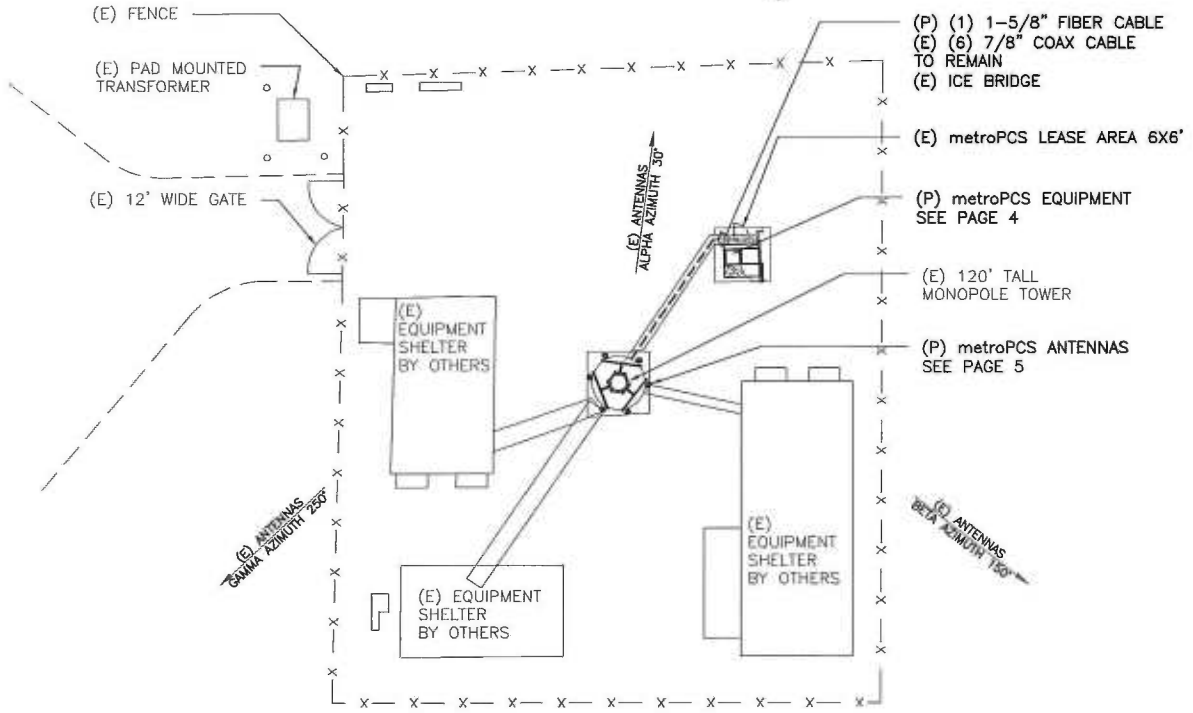 (E) FENCE
(E) PAD MOUNTED
TRANSFORMER
(E) 12' WIDE GATE
(P) (1) 1-5/8" FIBER CABLE
(E) (6) 7/8" COAX CABLE
TO REMAIN
(E) ICE BRIDGE
(E) metroPCS LEASE AREA 6X6'
(P) metroPCS EQUIPMENT
SEE PAGE 4
(E) 120' TALL
MONOPOLE TOWER
(P) metroPCS ANTENNAS
SEE PAGE 5
(E) ANTENNAS
ALPHA AZIMUTH 30°
(E)
EQUIPMENT
SHELTER
BY OTHERS
(E) ANTENNAS
GAMMA AZIMUTH 250°
(E) EQUIPMENT
SHELTER
BY OTHERS
(E)
EQUIPMENT
SHELTER
BY OTHERS
(E) ANTENNAS
BETA AZIMUTH 150°